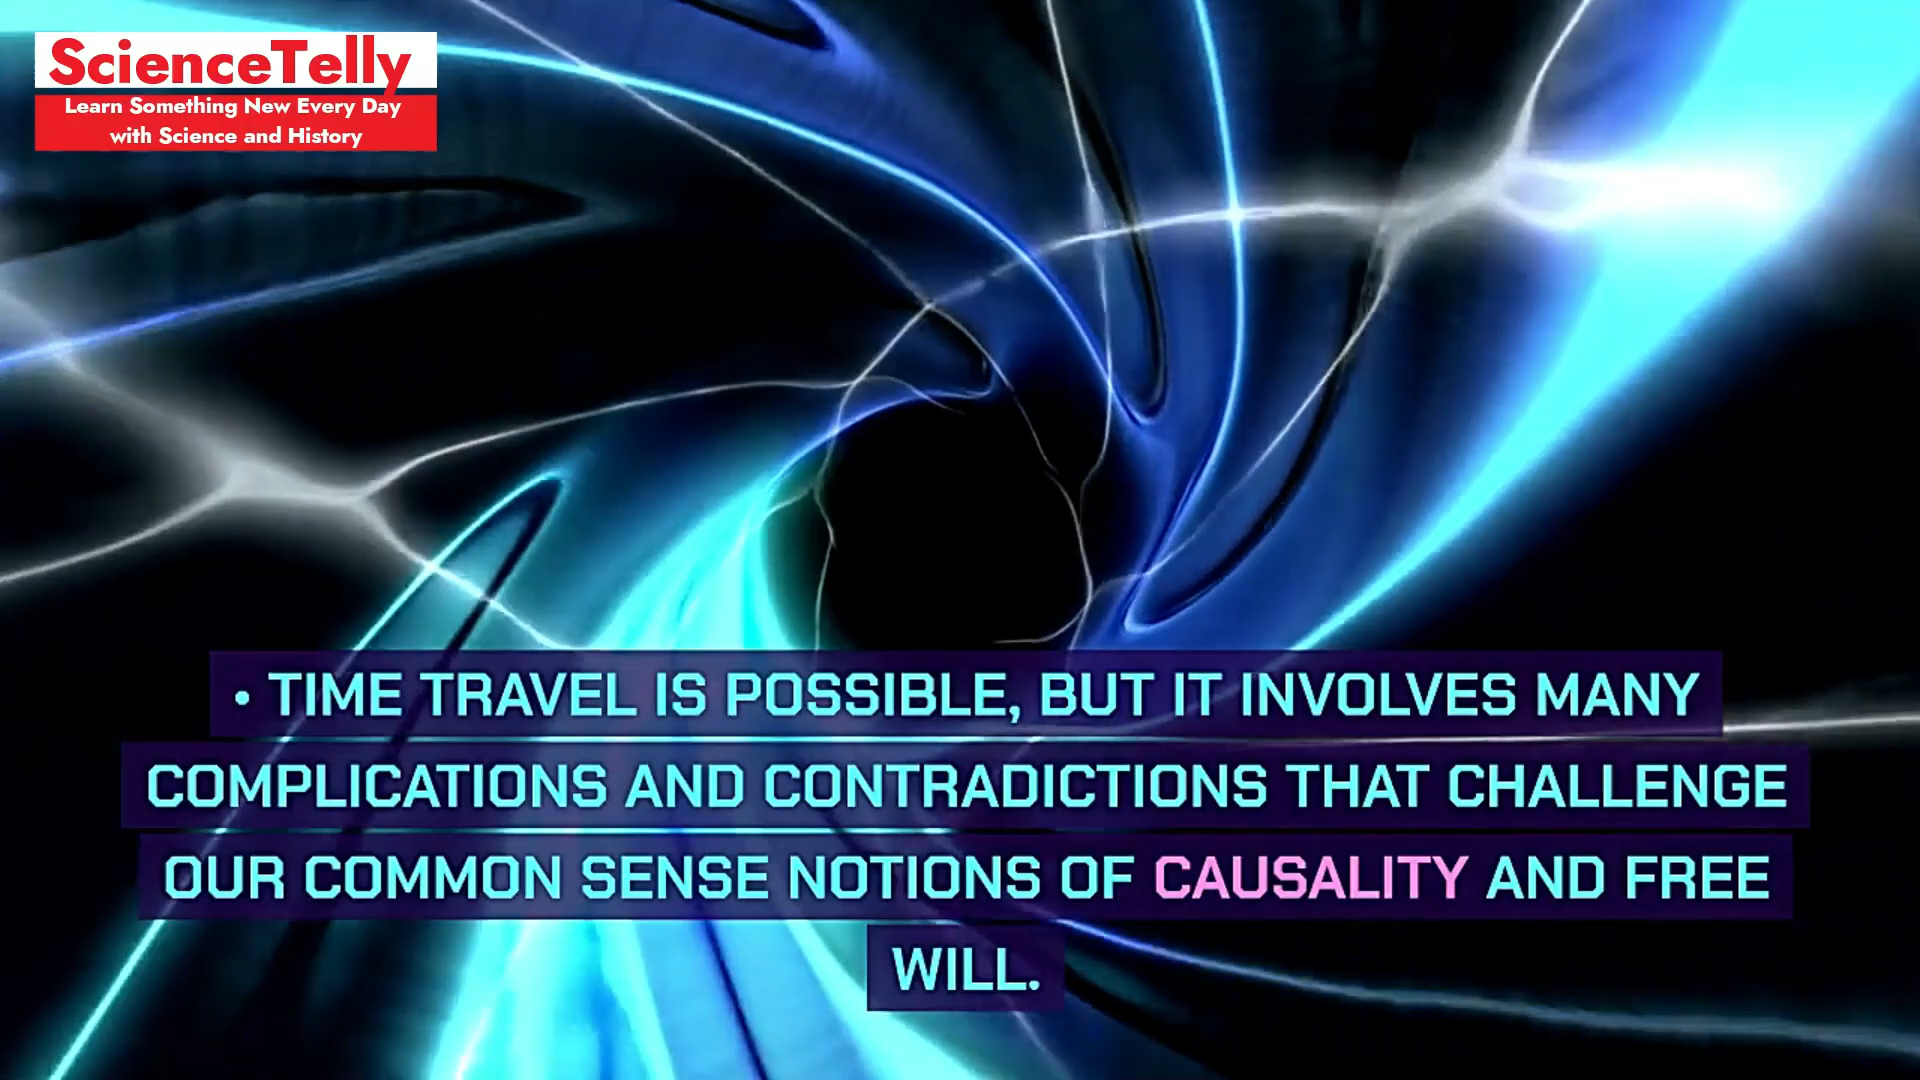 ScienceTelly
Learn Something New Every Day
with Science and History
• TIME TRAVEL IS POSSIBLE, BUT IT INVOLVES MANY
COMPLICATIONS AND CONTRADICTIONS THAT CHALLENGE
OUR COMMON SENSE NOTIONS OF CAUSALITY AND FREE
WILL.